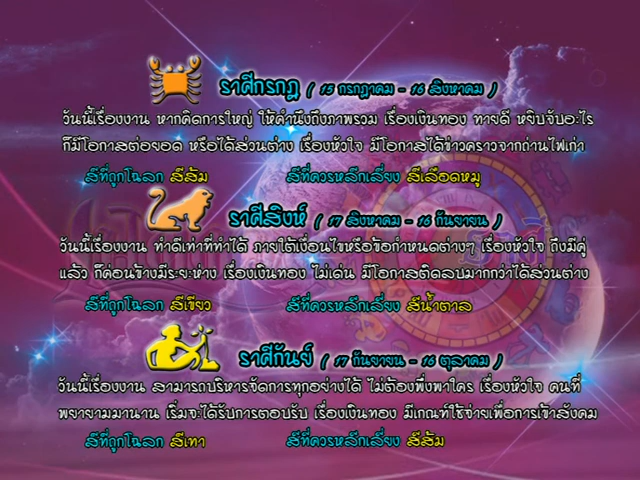 ราศีกรกฎ ( 15 กรกฎาคม - 16 สิงหาคม )
วันนี้เรื่องงาน หากคิดการใหญ่ ให้คำนึงถึงภาพรวม เรื่องเงินทอง ทายดี หยิบจับอะไร
ก็มีโอกาสต่อยอด หรือได้ส่วนต่าง เรื่องหัวใจ มีโอกาสได้ข่าวคราวจากถ่านไฟเก่า
สีที่ถูกโฉลก สีส้ม สีที่ควรหลีกเลี่ยง สีเลือดหมู
ราศีสิงห์ ( 17 สิงหาคม - 16 กันยายน )
วันนี้เรื่องงาน ทำดีเท่าที่ทำได้ ภายใต้เงื่อนไขหรือข้อกำหนดต่างๆ เรื่องหัวใจ ถึงมีคู่
แล้ว ก็ค่อนข้างมีระยะห่าง เรื่องเงินทอง ไม่เด่น มีโอกาสติดลบมากกว่าได้ส่วนต่าง
สีที่ถูกโฉลก สีเขียว สีที่ควรหลีกเลี่ยง สีน้ำตาล
ราศีกันย์ ( 17 กันยายน - 16 ตุลาคม )
วันนี้เรื่องงาน สามารถบริหารจัดการทุกอย่างได้ ไม่ต้องพึ่งพาใคร เรื่องหัวใจ คนที่
พยายามมานาน เริ่มจะได้รับการตอบรับ เรื่องเงินทอง มีเกณฑ์ใช้จ่ายเพื่อการเข้าสังคม
สีที่ถูกโฉลก สีเทา สีที่ควรหลีกเลี่ยง สีส้ม